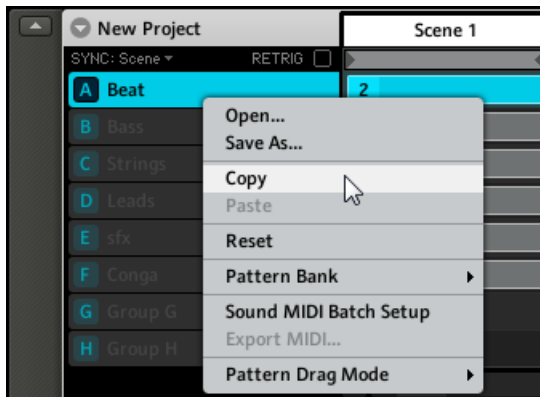 New Project
Scene 1
SYNC: Scene
RETRIG
A Beat
2
B Bass
C Strings
D Leads
E sfx
F Conga
G Group G
H Group H
Open...
Save As...
Copy
Paste
Reset
Pattern Bank
Sound MIDI Batch Setup
Export MIDI...
Pattern Drag Mode